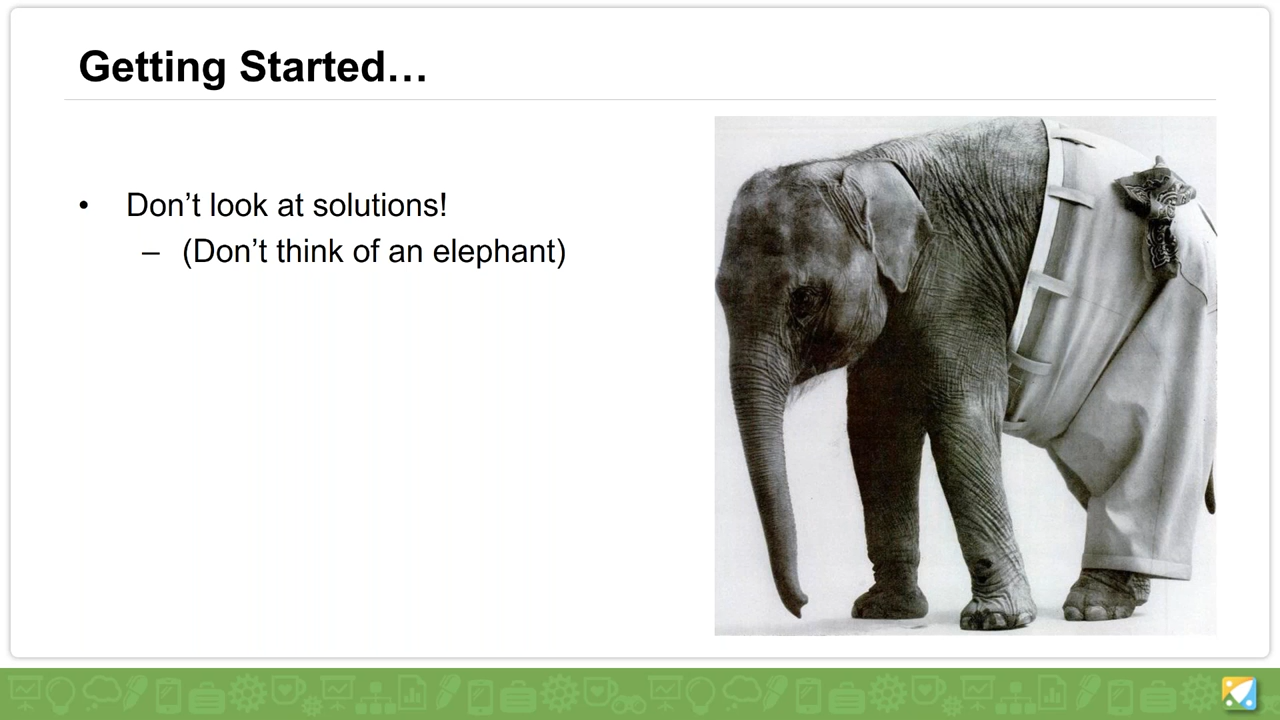 Getting Started…
• Don’t look at solutions!
– (Don’t think of an elephant)